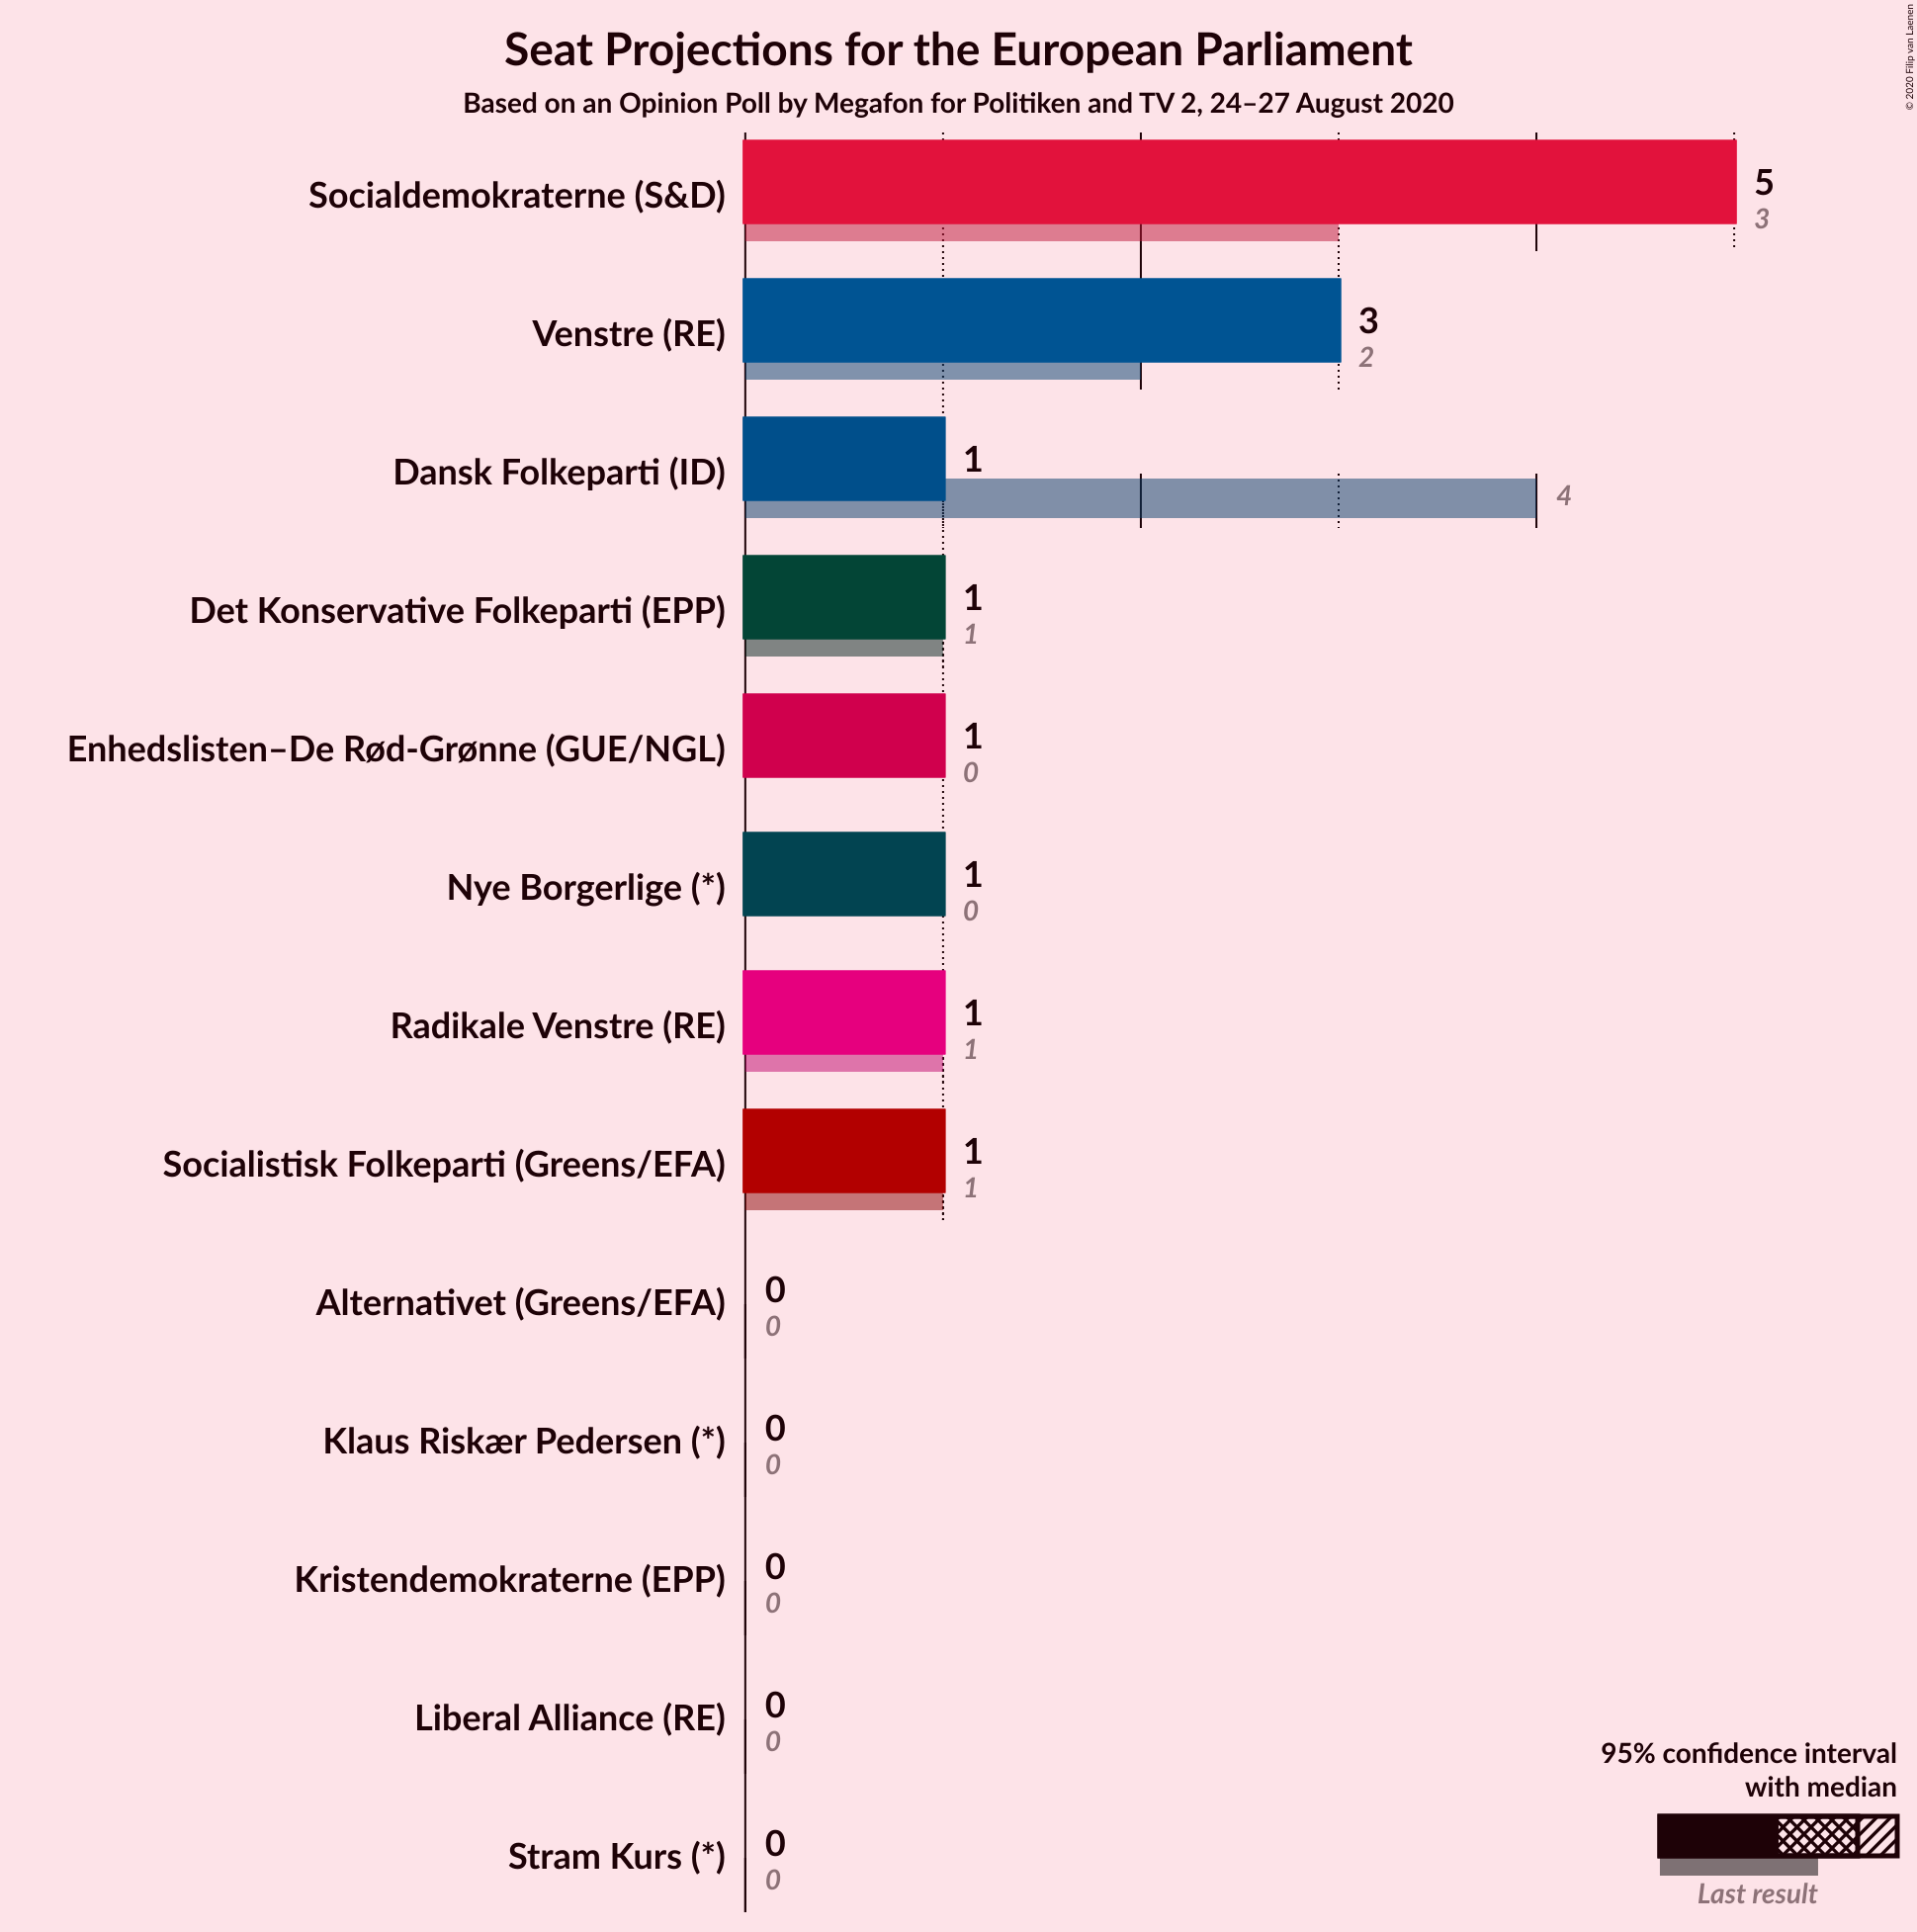 Seat Projections for the European Parliament
Based on an Opinion Poll by Megafon for Politiken and TV 2, 24–27 August 2020
© 2020 Filip van Laenen
Socialdemokraterne (S&D)
5
3
Venstre (RE)
3
2
Dansk Folkeparti (ID)
1
4
Det Konservative Folkeparti (EPP)
1
1
Enhedslisten–De Rød-Grønne (GUE/NGL)
1
0
Nye Borgerlige (*)
1
0
Radikale Venstre (RE)
1
1
Socialistisk Folkeparti (Greens/EFA)
1
1
Alternativet (Greens/EFA)
0
0
Klaus Riskær Pedersen (*)
0
0
Kristendemokraterne (EPP)
0
0
Liberal Alliance (RE)
0
0
Stram Kurs (*)
0
0
95% confidence interval
with median
Last result